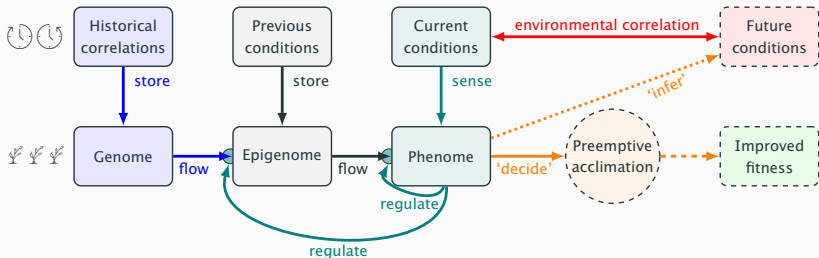 Historical
correlations
Previous
conditions
Current
conditions
environmental correlation
Future
conditions
store
store
sense
'infer'
Genome
flow
Epigenome
flow
Phenome
'decide'
Preemptive
acclimation
Improved
fitness
regulate
regulate